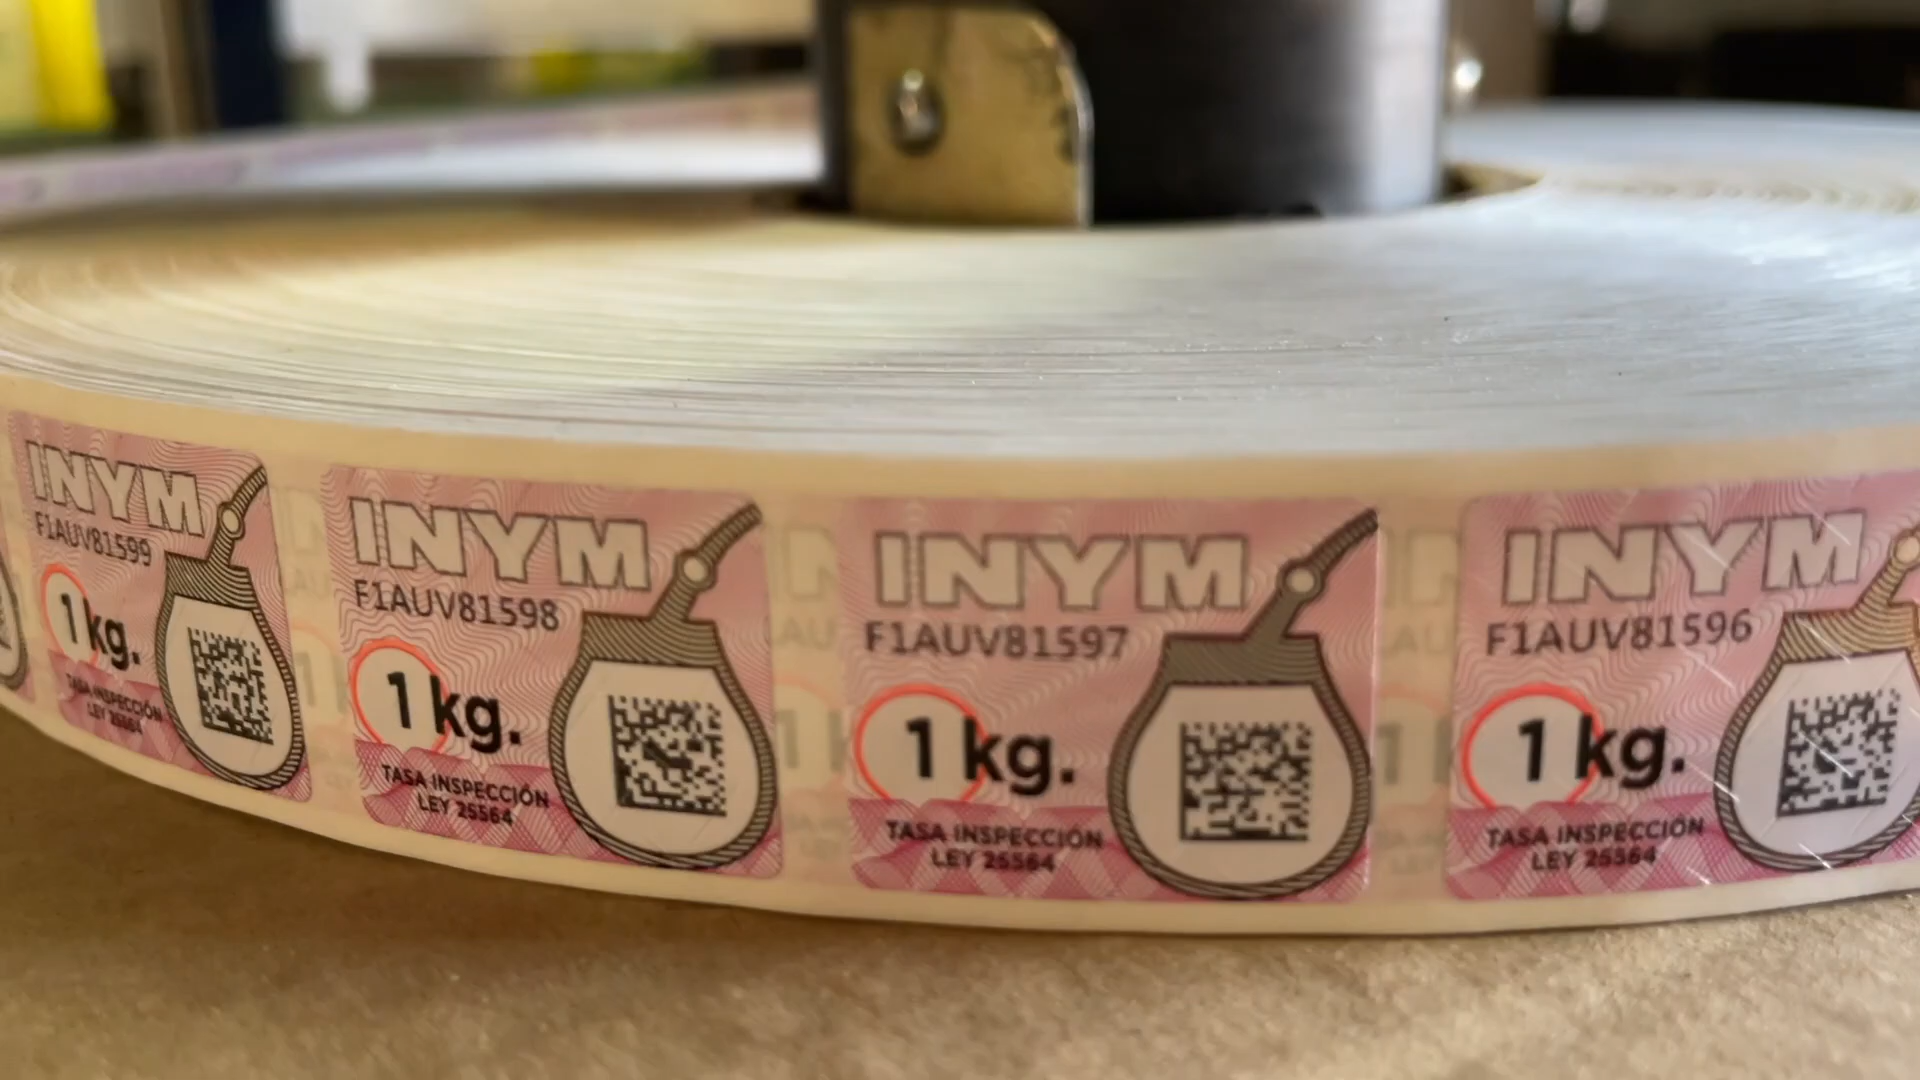 INYM
F1AUV81599
1 kg.
TASA INSPECCIÓN
LEY 25564
INYM
F1AUV81598
1 kg.
TASA INSPECCIÓN
LEY 25564
INYM
F1AUV81597
1 kg.
TASA INSPECCIÓN
LEY 25564
INYM
F1AUV81596
1 kg.
TASA INSPECCIÓN
LEY 25564